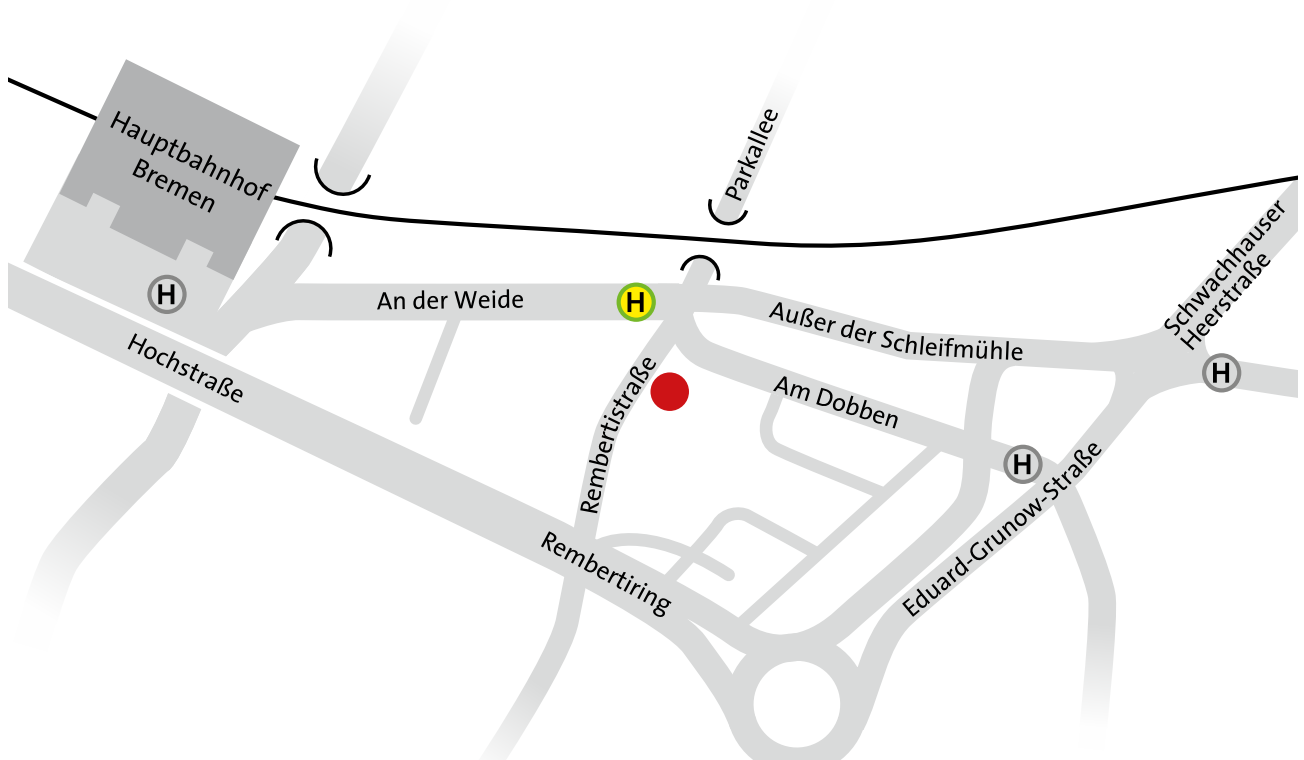 Hauptbahnhof
Bremen
Parkallee
Schwachhauser
Heerstraße
H
An der Weide
H
Außer der Schleifmühle
Hochstraße
Rembertistraße
Am Dobben
H
H
Eduard-Grunow-Straße
Rembertiring